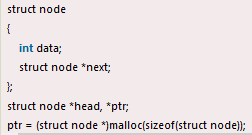 struct node
{
int data;
struct node *next;
};
struct node *head, *ptr;
ptr = (struct node *)malloc(sizeof(struct node));